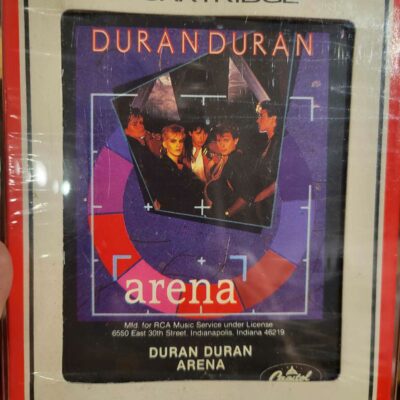 CARTRIDGE
DURAN DURAN
arena
Mfd. for RCA Music Service under License
6550 East 30th Street, Indianapolis, Indiana 46219
DURAN DURAN
ARENA
Capitol